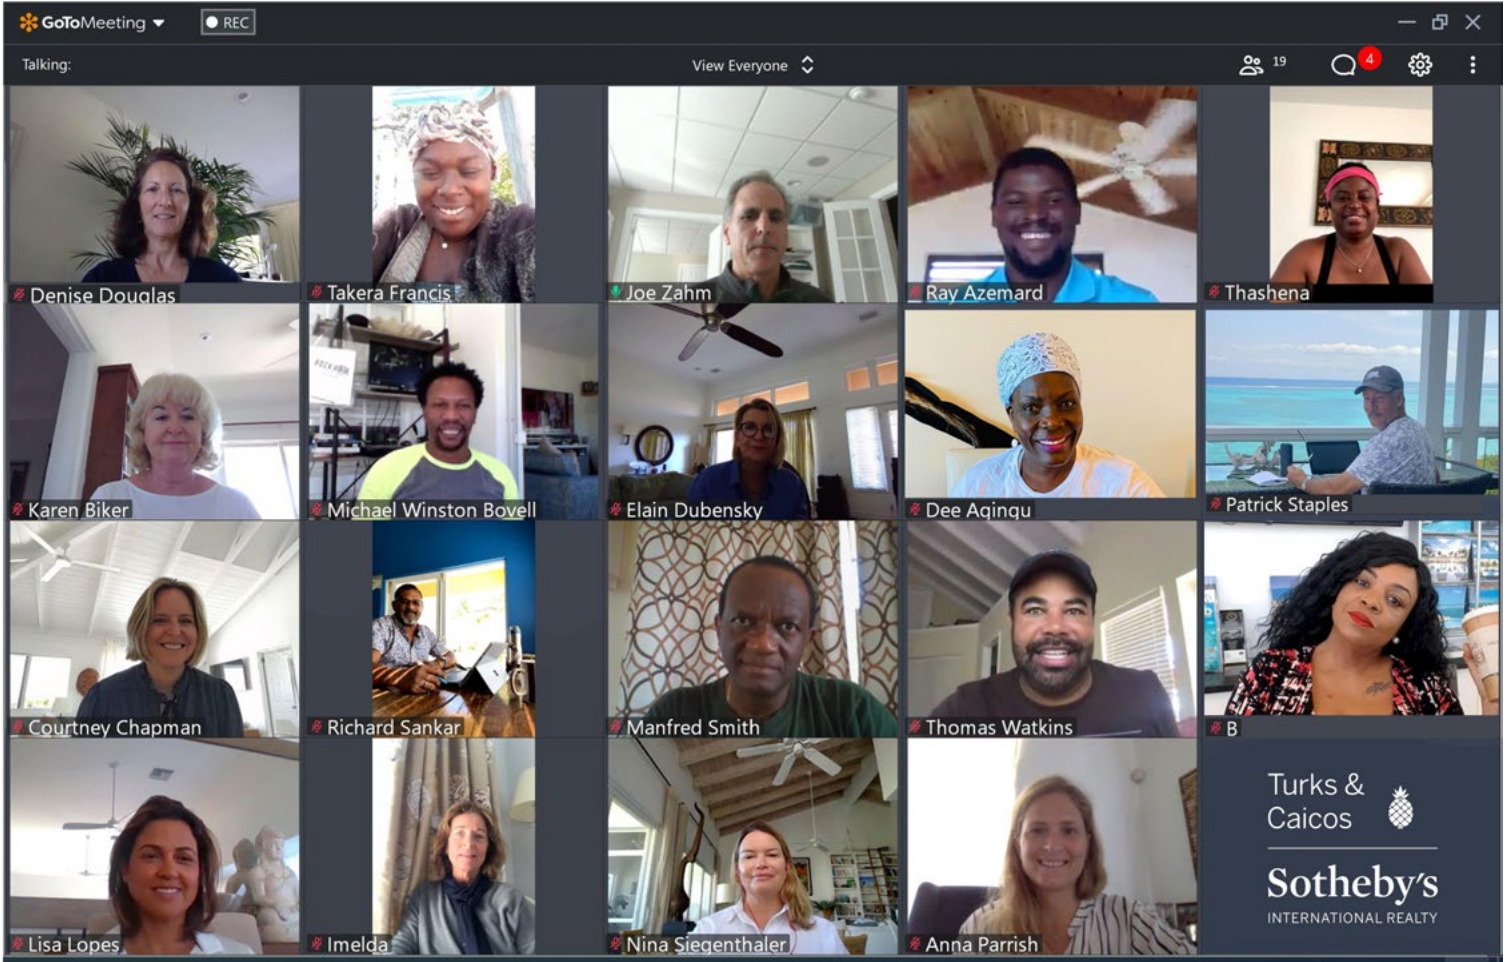 GoToMeeting
REC
Talking:
View Everyone
19
4
Denise Douglas
Takera Francis
Joe Zahm
Ray Azemard
Thashena
Karen Biker
Michael Winston Bovell
Elain Dubensky
Dee Agingu
Patrick Staples
Courtney Chapman
Richard Sankar
Manfred Smith
Thomas Watkins
B
Lisa Lopes
Imelda
Nina Siegenthaler
Anna Parrish
Turks &
Caicos
Sotheby's
INTERNATIONAL REALTY